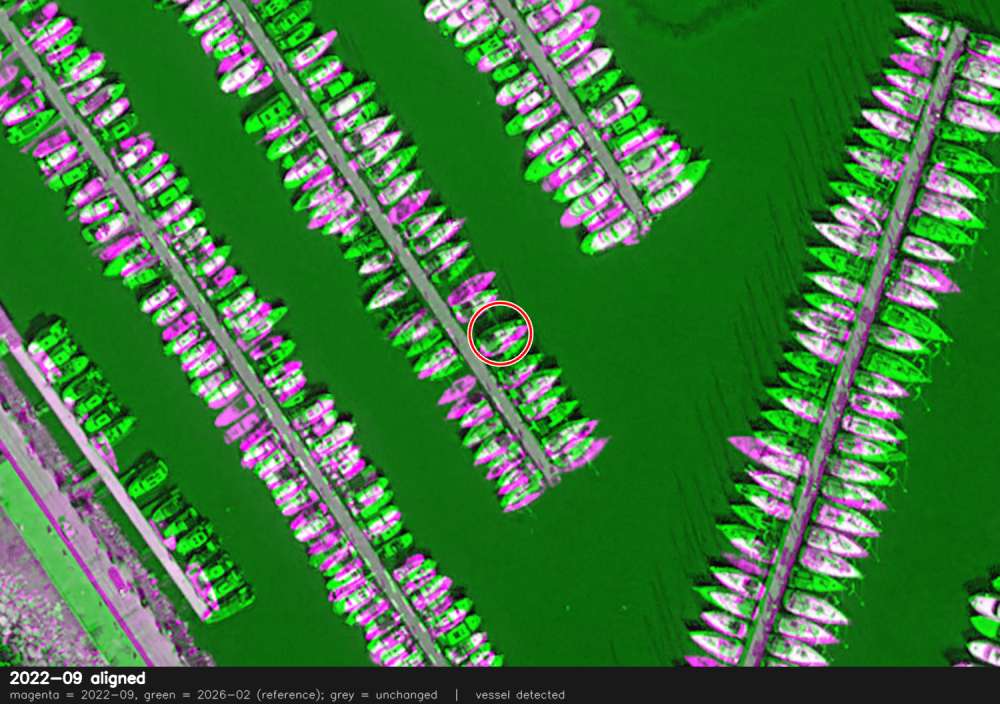 2022-09 aligned
magenta = 2022-09, green = 2026-02 (reference); grey = unchanged | vessel detected